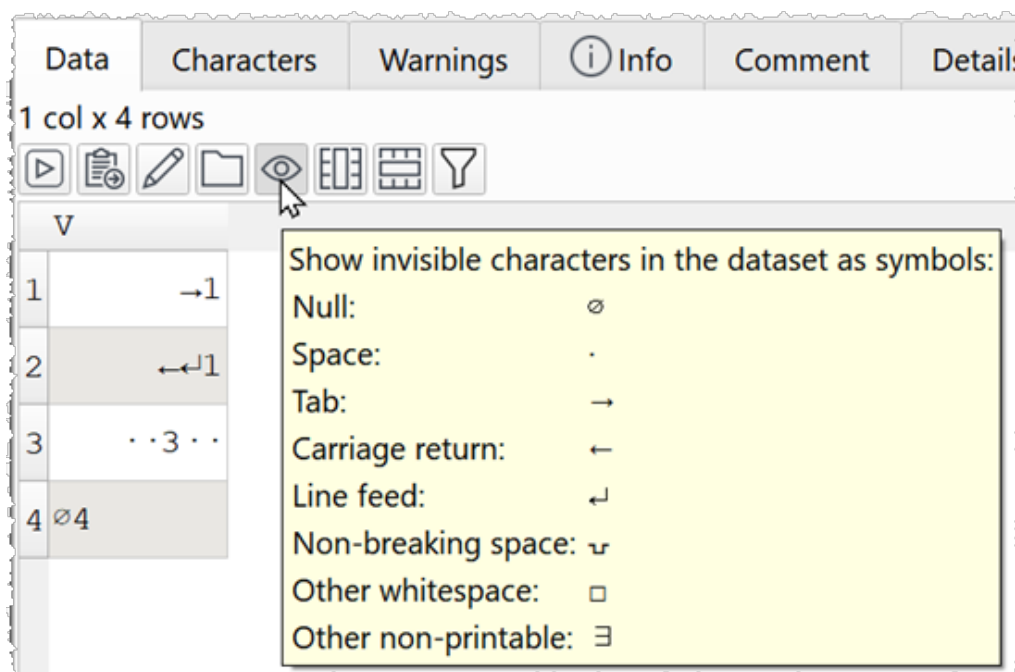 Data Characters Warnings ⓘ Info Comment Details
1 col x 4 rows
V
1 →1
2 ←↵1
3 ··3··
4 ∅4
Show invisible characters in the dataset as symbols:
Null: ∅
Space: ·
Tab: →
Carriage return: ←
Line feed: ↵
Non-breaking space: ⍽
Other whitespace: □
Other non-printable: ∃